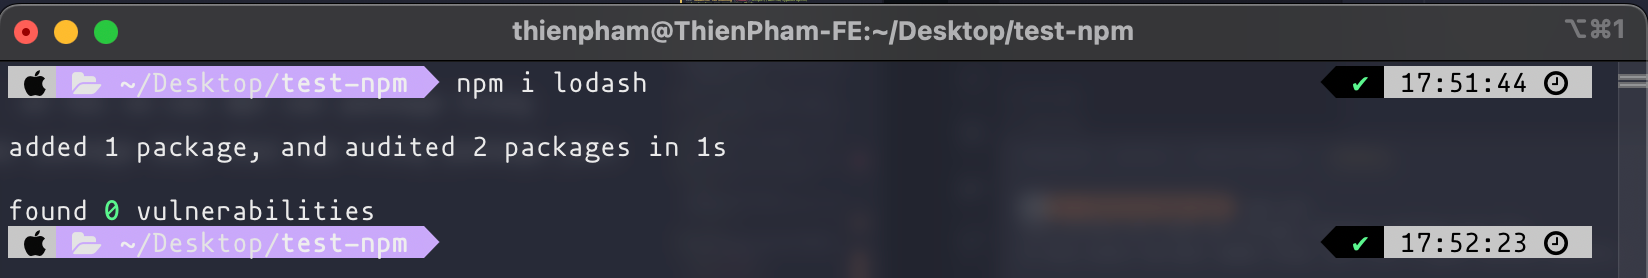 thienpham@ThienPham-FE:~/Desktop/test-npm ⌥⌘1
~/Desktop/test-npm npm i lodash ✔ 17:51:44
added 1 package, and audited 2 packages in 1s
found 0 vulnerabilities
~/Desktop/test-npm ✔ 17:52:23